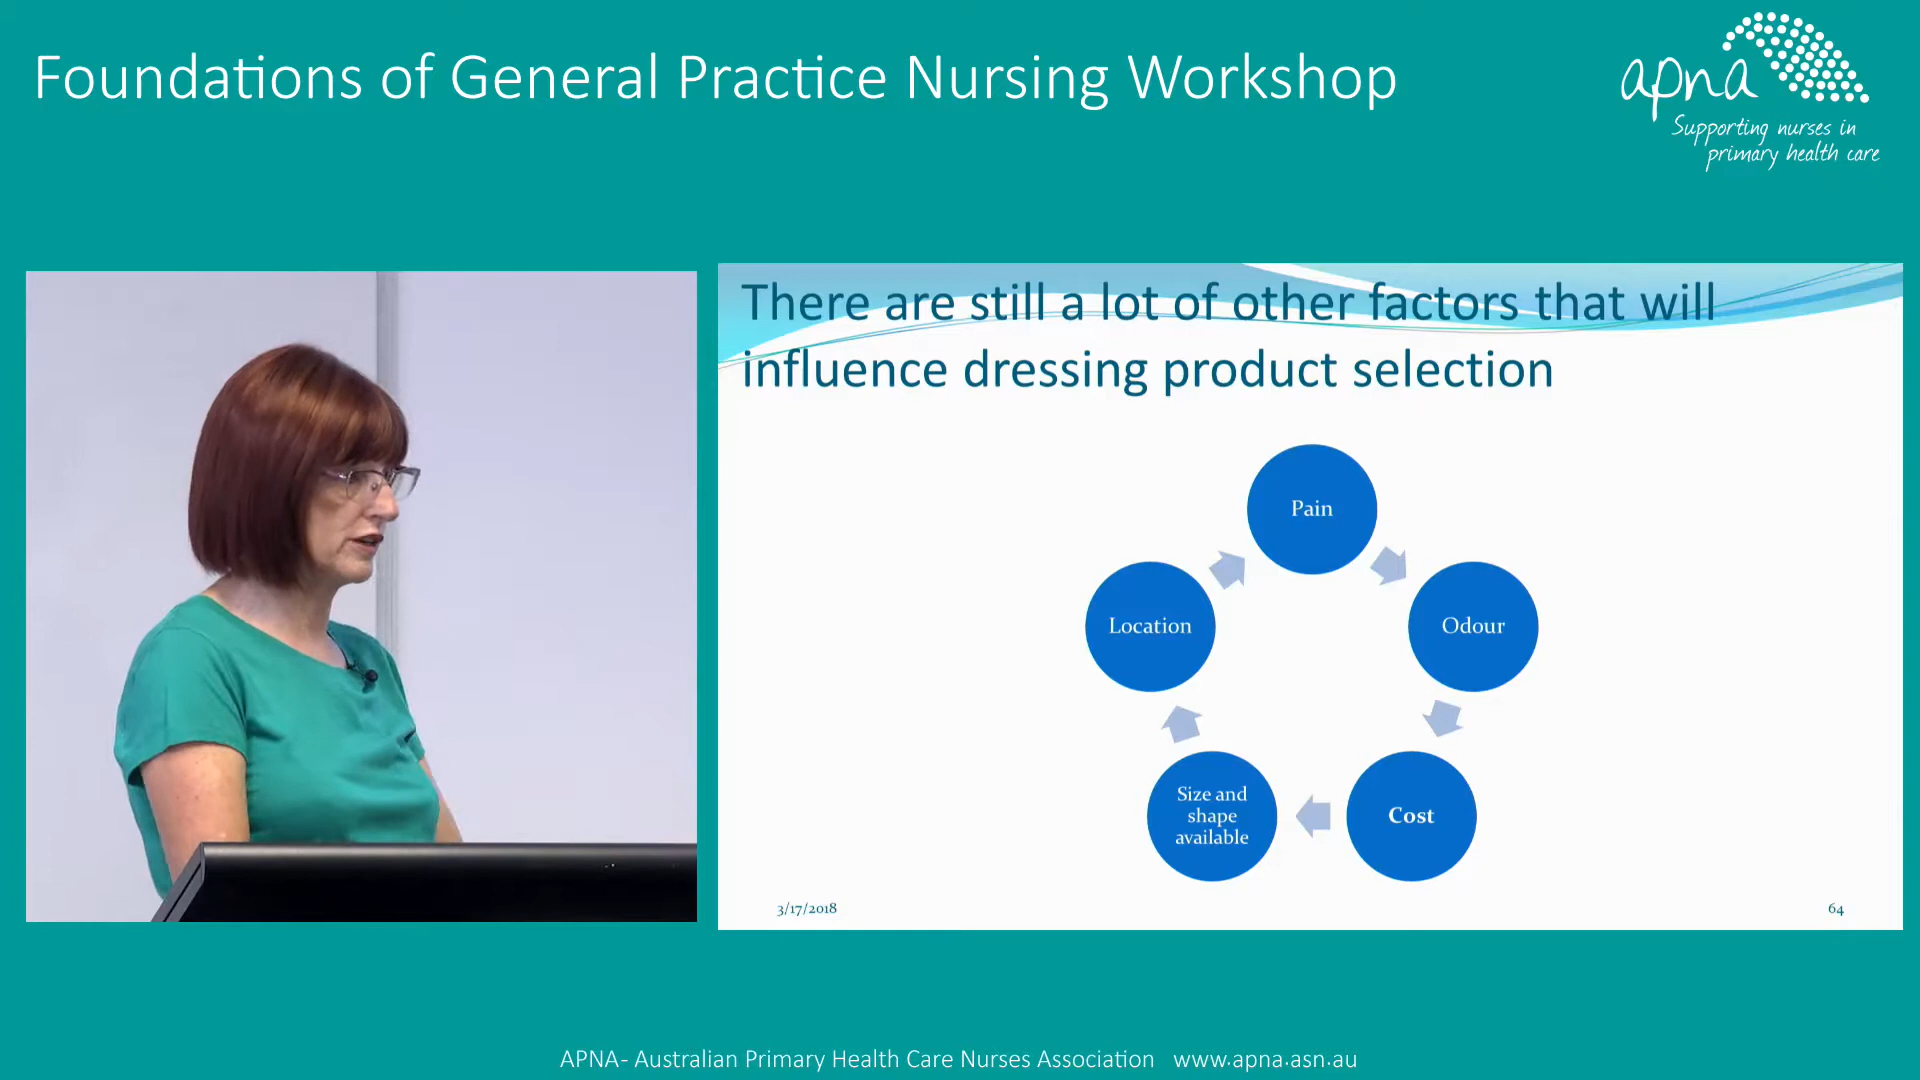 Foundations of General Practice Nursing Workshop
apna
Supporting nurses in
primary health care
There are still a lot of other factors that will
influence dressing product selection
Pain
Odour
Cost
Size and
shape
available
Location
3/17/2018
64
APNA- Australian Primary Health Care Nurses Association www.apna.asn.au